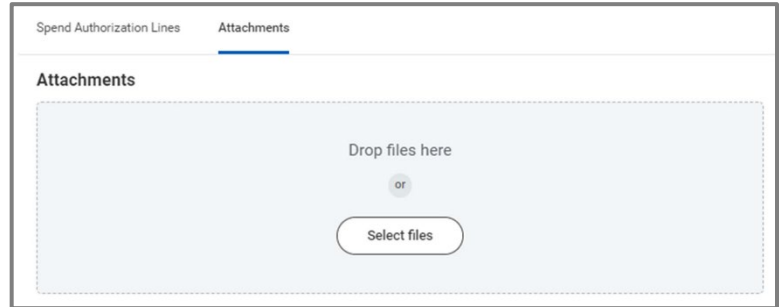 Spend Authorization Lines Attachments
Attachments
Drop files here
or
Select files